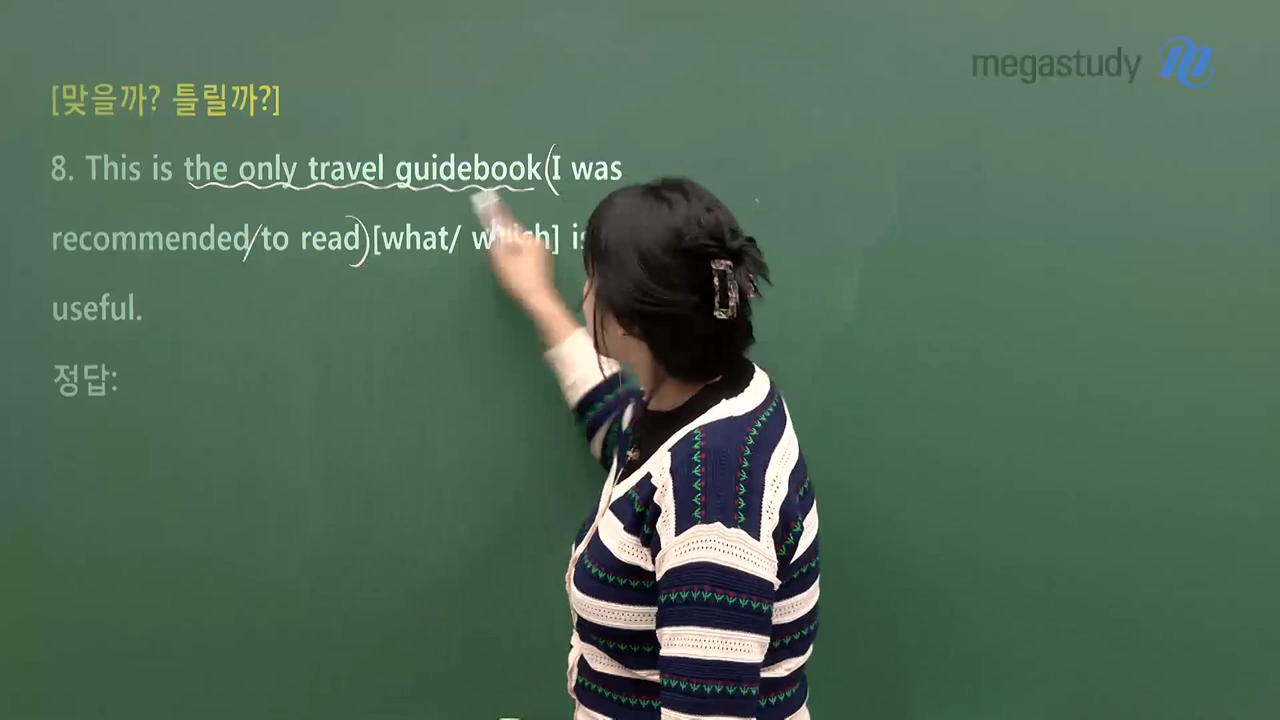 megastudy
[맞을까? 틀릴까?]
8. This is the only travel guidebook(I was
recommended/to read)[what/ which] is
useful.
정답: